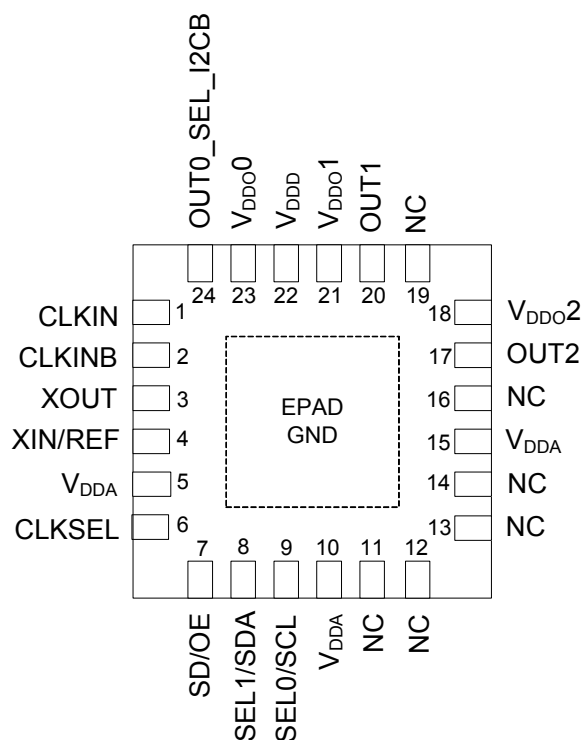 OUT0_SEL_I2CB
VDDO0
VDDD
VDDO1
OUT1
NC
24
23
22
21
20
19
CLKIN
1
CLKINB
2
XOUT
3
XIN/REF
4
VDDA
5
CLKSEL
6
18
VDDO2
17
OUT2
16
NC
15
VDDA
14
NC
13
NC
EPAD
GND
7
8
9
10
11
12
SD/OE
SEL1/SDA
SEL0/SCL
VDDA
NC
NC